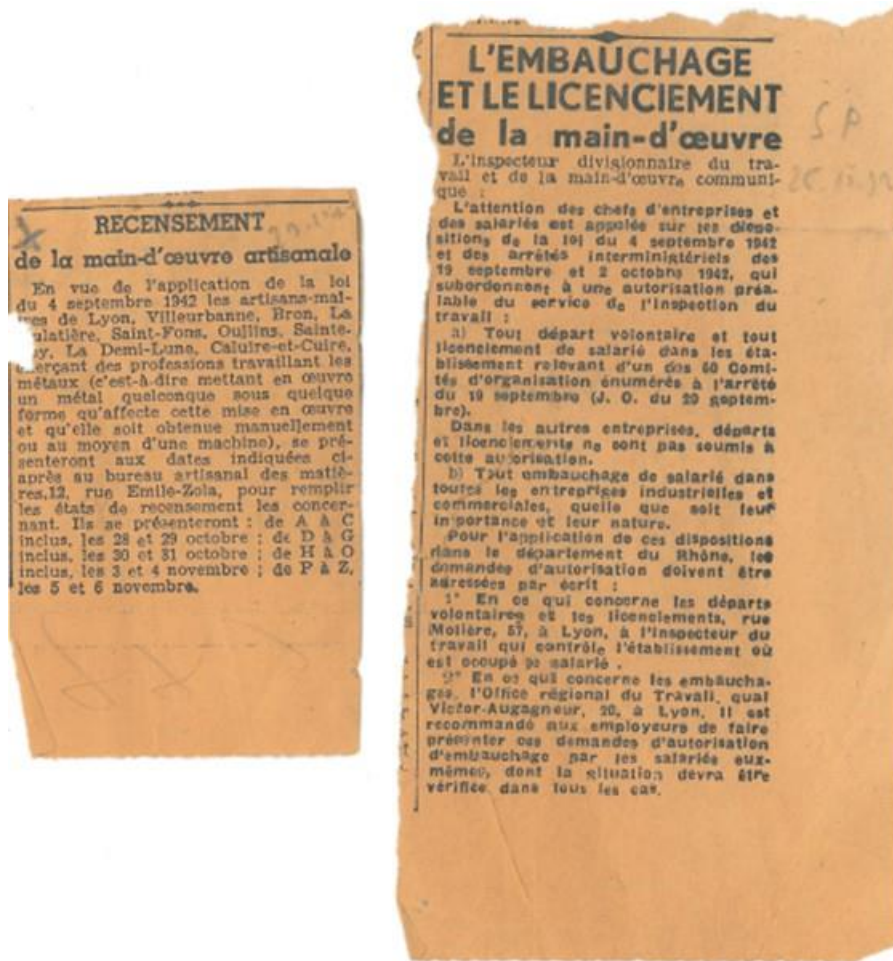 RECENSEMENT
de la main-d'œuvre artisanale
En vue de l'application de la loi
du 4 septembre 1942 les artisans-maî-
de Lyon, Villeurbanne, Bron, La
Saint-Fons, Oullins, Sainte-
La Demi-Lune, Caluire-et-Cuire,
des professions travaillant les
métaux (c'est-à-dire mettant en œuvre
un métal quelconque sous quelque
forme qu'affecte cette mise en œuvre
et qu'elle soit obtenue manuellement
ou au moyen d'une machine), se pré-
senteront aux dates indiquées ci-
après au bureau artisanal des matiè-
res,12, rue Emile-Zola, pour remplir
les états de recensement les concer-
nant. Ils se présenteront : de A à C
inclus, les 28 et 29 octobre ; de D à G
inclus, les 30 et 31 octobre ; de H à O
inclus, les 3 et 4 novembre ; de P à Z,
les 5 et 6 novembre.
L'EMBAUCHAGE
ET LE LICENCIEMENT
de la main-d'œuvre
L'inspecteur divisionnaire du tra-
vail et de la main-d'œuvre communi-
que :
L'attention des chefs d'entreprises et
des salariés est appelée sur les dispo-
sitions de la loi du 4 septembre 1942
et des arrêtés interministériels des
19 septembre et 2 octobre 1942, qui
subordonnent à une autorisation préa-
lable du service de l'Inspection du
travail :
a) Tout départ volontaire et tout
licenciement de salarié dans les éta-
blissement relevant d'un des 60 Comi-
tés d'organisation énumérés à l'arrêté
du 19 septembre (J. O. du 20 septem-
bre).
Dans les autres entreprises, départs
et licenciements ne sont pas soumis à
cette autorisation.
b) Tout embauchage de salarié dans
toutes les entreprises industrielles et
commerciales, quelle que soit leur
importance et leur nature.
Pour l'application de ces dispositions
dans le département du Rhône, les
demandes d'autorisation doivent être
adressées par écrit :
1° En ce qui concerne les départs
volontaires et les licenciements, rue
Molière, 57, à Lyon, à l'inspecteur du
travail qui contrôle l'établissement où
est occupé le salarié .
2° En ce qui concerne les embaucha-
ges, l'Office régional du Travail, quai
Victor-Augagneur, 20, à Lyon. Il est
recommandé aux employeurs de faire
présenter ces demandes d'autorisation
d'embauchage par les salariés eux-
mêmes, dont la situation devra être
vérifiée dans tous les cas.
SP